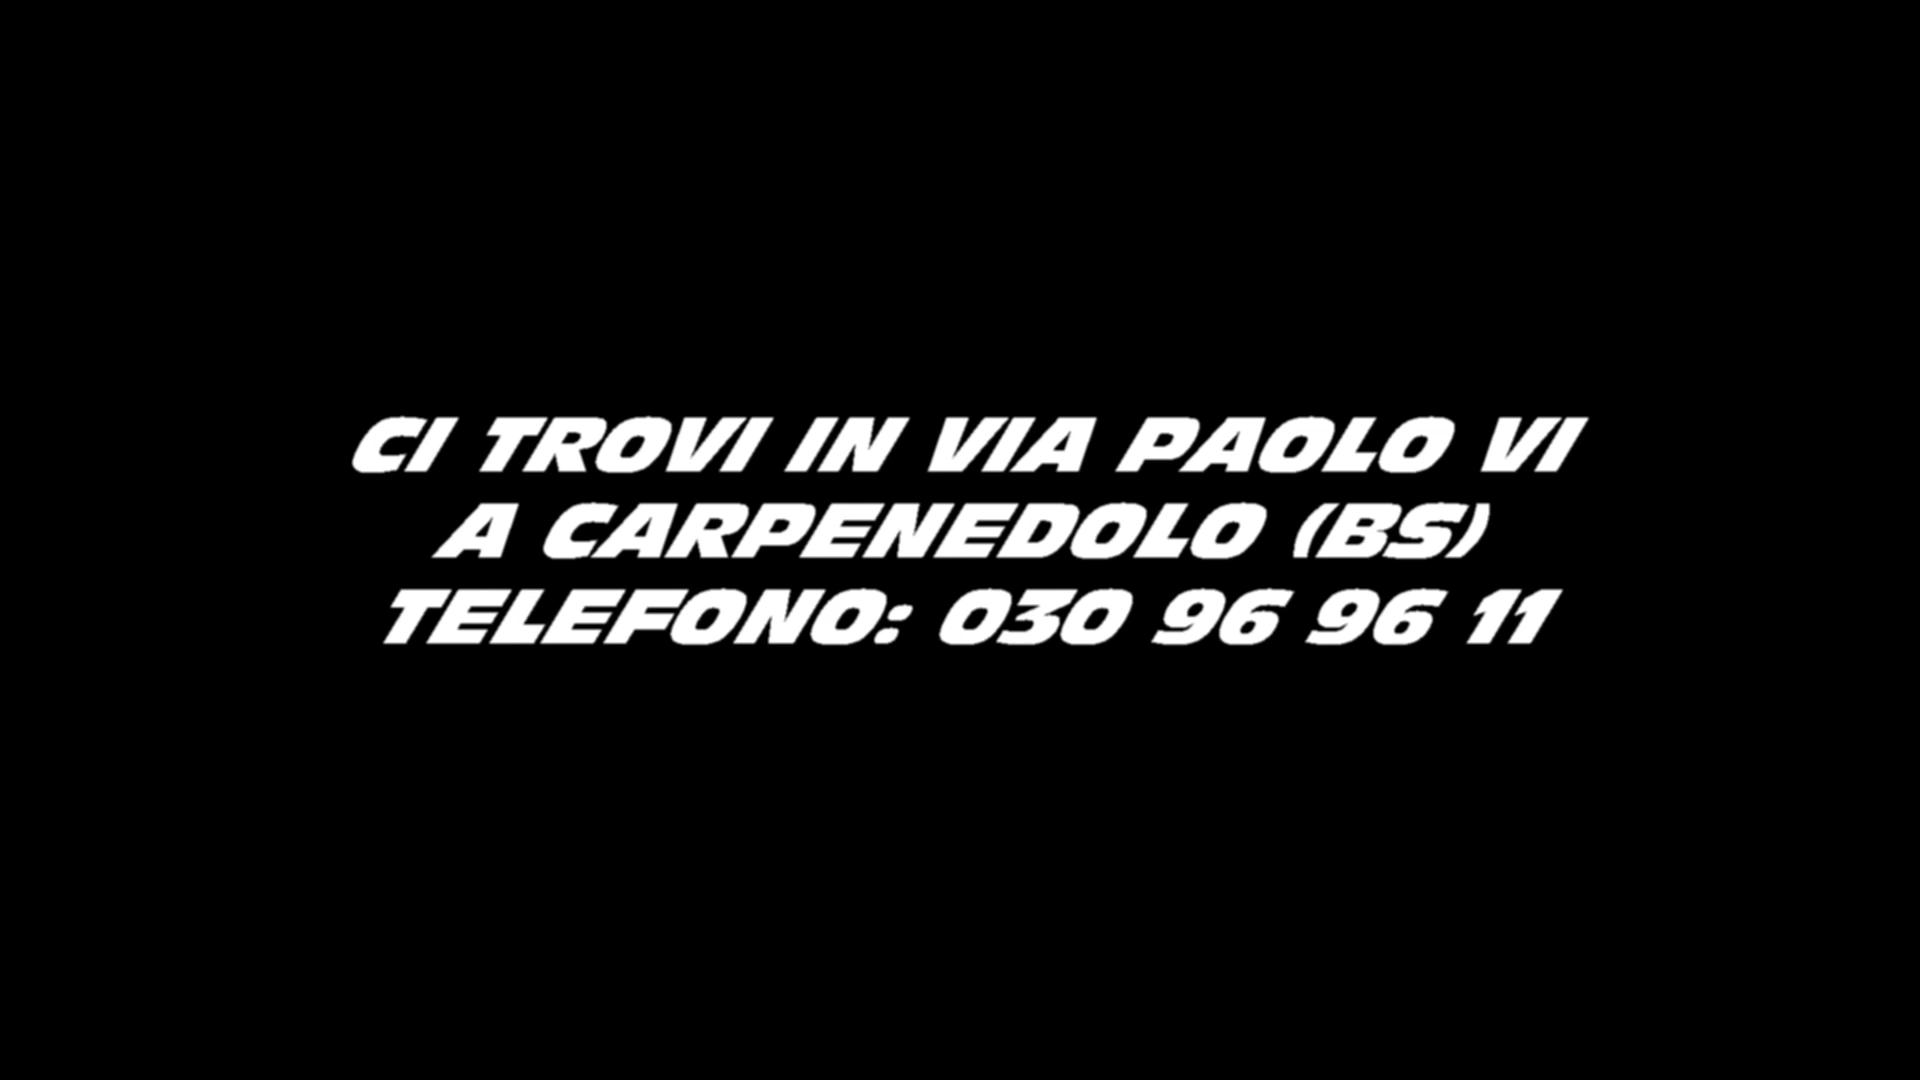 CI TROVI IN VIA PAOLO VI
A CARPENEDOLO (BS)
TELEFONO: 030 96 96 11